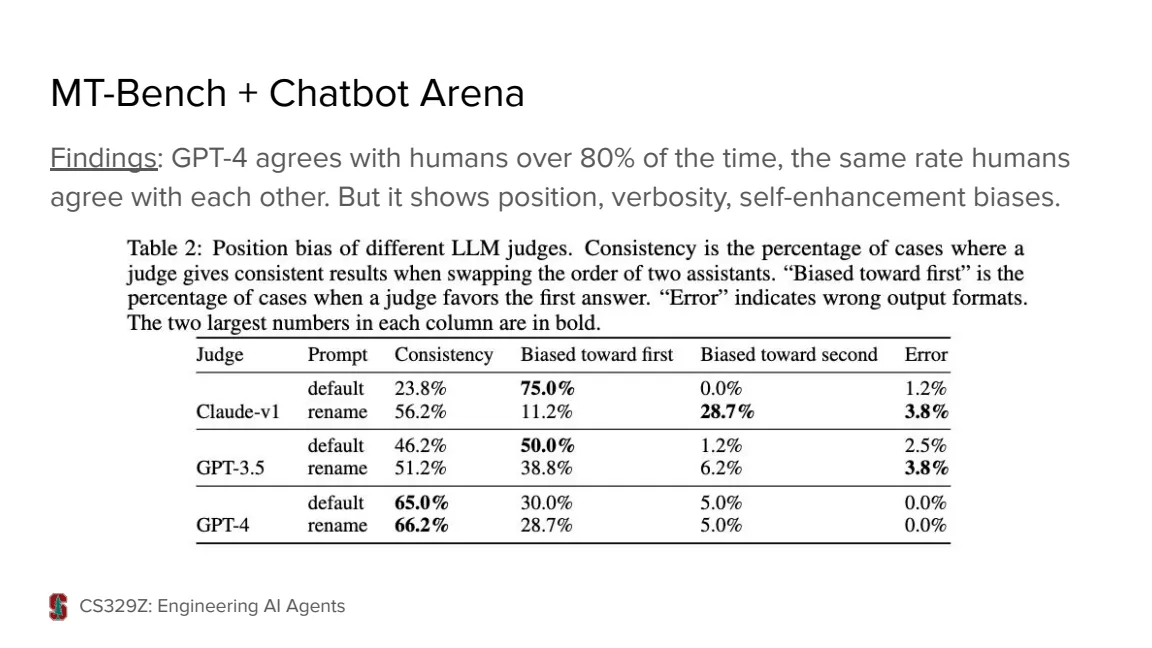 MT-Bench + Chatbot Arena
Findings: GPT-4 agrees with humans over 80% of the time, the same rate humans
agree with each other. But it shows position, verbosity, self-enhancement biases.
Table 2: Position bias of different LLM judges. Consistency is the percentage of cases where a
judge gives consistent results when swapping the order of two assistants. “Biased toward first” is the
percentage of cases when a judge favors the first answer. “Error” indicates wrong output formats.
The two largest numbers in each column are in bold.
Judge Prompt Consistency Biased toward first Biased toward second Error
default 23.8% 75.0% 0.0% 1.2%
Claude-v1 rename 56.2% 11.2% 28.7% 3.8%
default 46.2% 50.0% 1.2% 2.5%
GPT-3.5 rename 51.2% 38.8% 6.2% 3.8%
default 65.0% 30.0% 5.0% 0.0%
GPT-4 rename 66.2% 28.7% 5.0% 0.0%
CS329Z: Engineering AI Agents